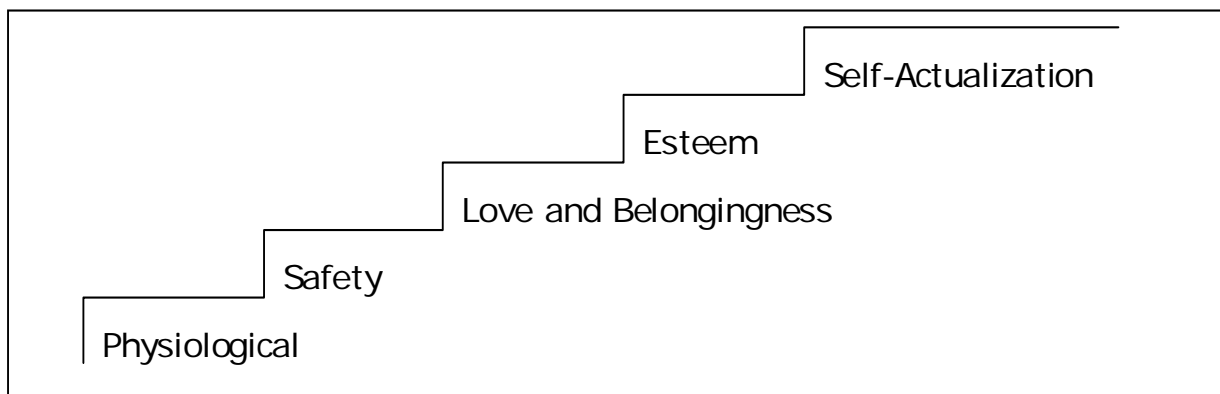 Self-Actualization
Esteem
Love and Belongingness
Safety
Physiological